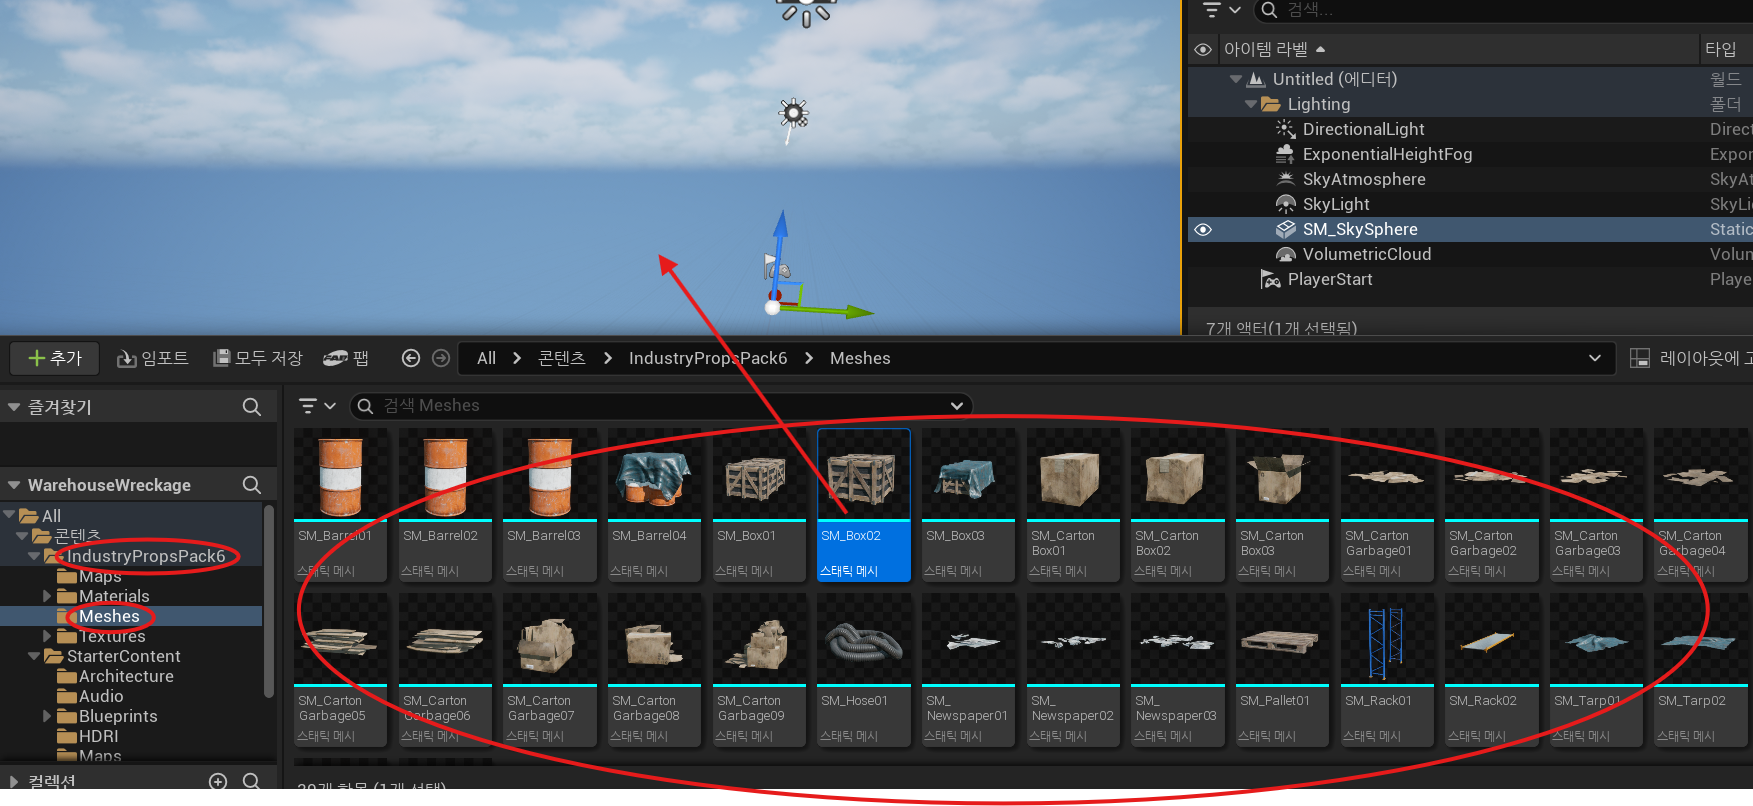 검색...
아이템 라벨
타입
Untitled (에디터)
월드
Lighting
폴더
DirectionalLight
Direct
ExponentialHeightFog
Expon
SkyAtmosphere
SkyAt
SkyLight
SkyLi
SM_SkySphere
Static
VolumetricCloud
Volun
PlayerStart
Playe
7개 액터(1개 선택됨)
추가
임포트
모두 저장
팹
All
콘텐츠
IndustryPropsPack6
Meshes
레이아웃에 고
즐겨찾기
검색 Meshes
WarehouseWreckage
All
콘텐츠
IndustryPropsPack6
Maps
Materials
Meshes
Textures
StarterContent
Architecture
Audio
Blueprints
HDRI
Maps
컬렉션
SM_Barrel01
스태틱 메시
SM_Barrel02
스태틱 메시
SM_Barrel03
스태틱 메시
SM_Barrel04
스태틱 메시
SM_Box01
스태틱 메시
SM_Box02
스태틱 메시
SM_Box03
스태틱 메시
SM_Carton
Box01
스태틱 메시
SM_Carton
Box02
스태틱 메시
SM_Carton
Box03
스태틱 메시
SM_Carton
Garbage01
스태틱 메시
SM_Carton
Garbage02
스태틱 메시
SM_Carton
Garbage03
스태틱 메시
SM_Carton
Garbage04
스태틱 메시
SM_Carton
Garbage05
스태틱 메시
SM_Carton
Garbage06
스태틱 메시
SM_Carton
Garbage07
스태틱 메시
SM_Carton
Garbage08
스태틱 메시
SM_Carton
Garbage09
스태틱 메시
SM_Hose01
스태틱 메시
SM_
Newspaper01
스태틱 메시
SM_
Newspaper02
스태틱 메시
SM_
Newspaper03
스태틱 메시
SM_Pallet01
스태틱 메시
SM_Rack01
스태틱 메시
SM_Rack02
스태틱 메시
SM_Tarp01
스태틱 메시
SM_Tarp02
스태틱 메시